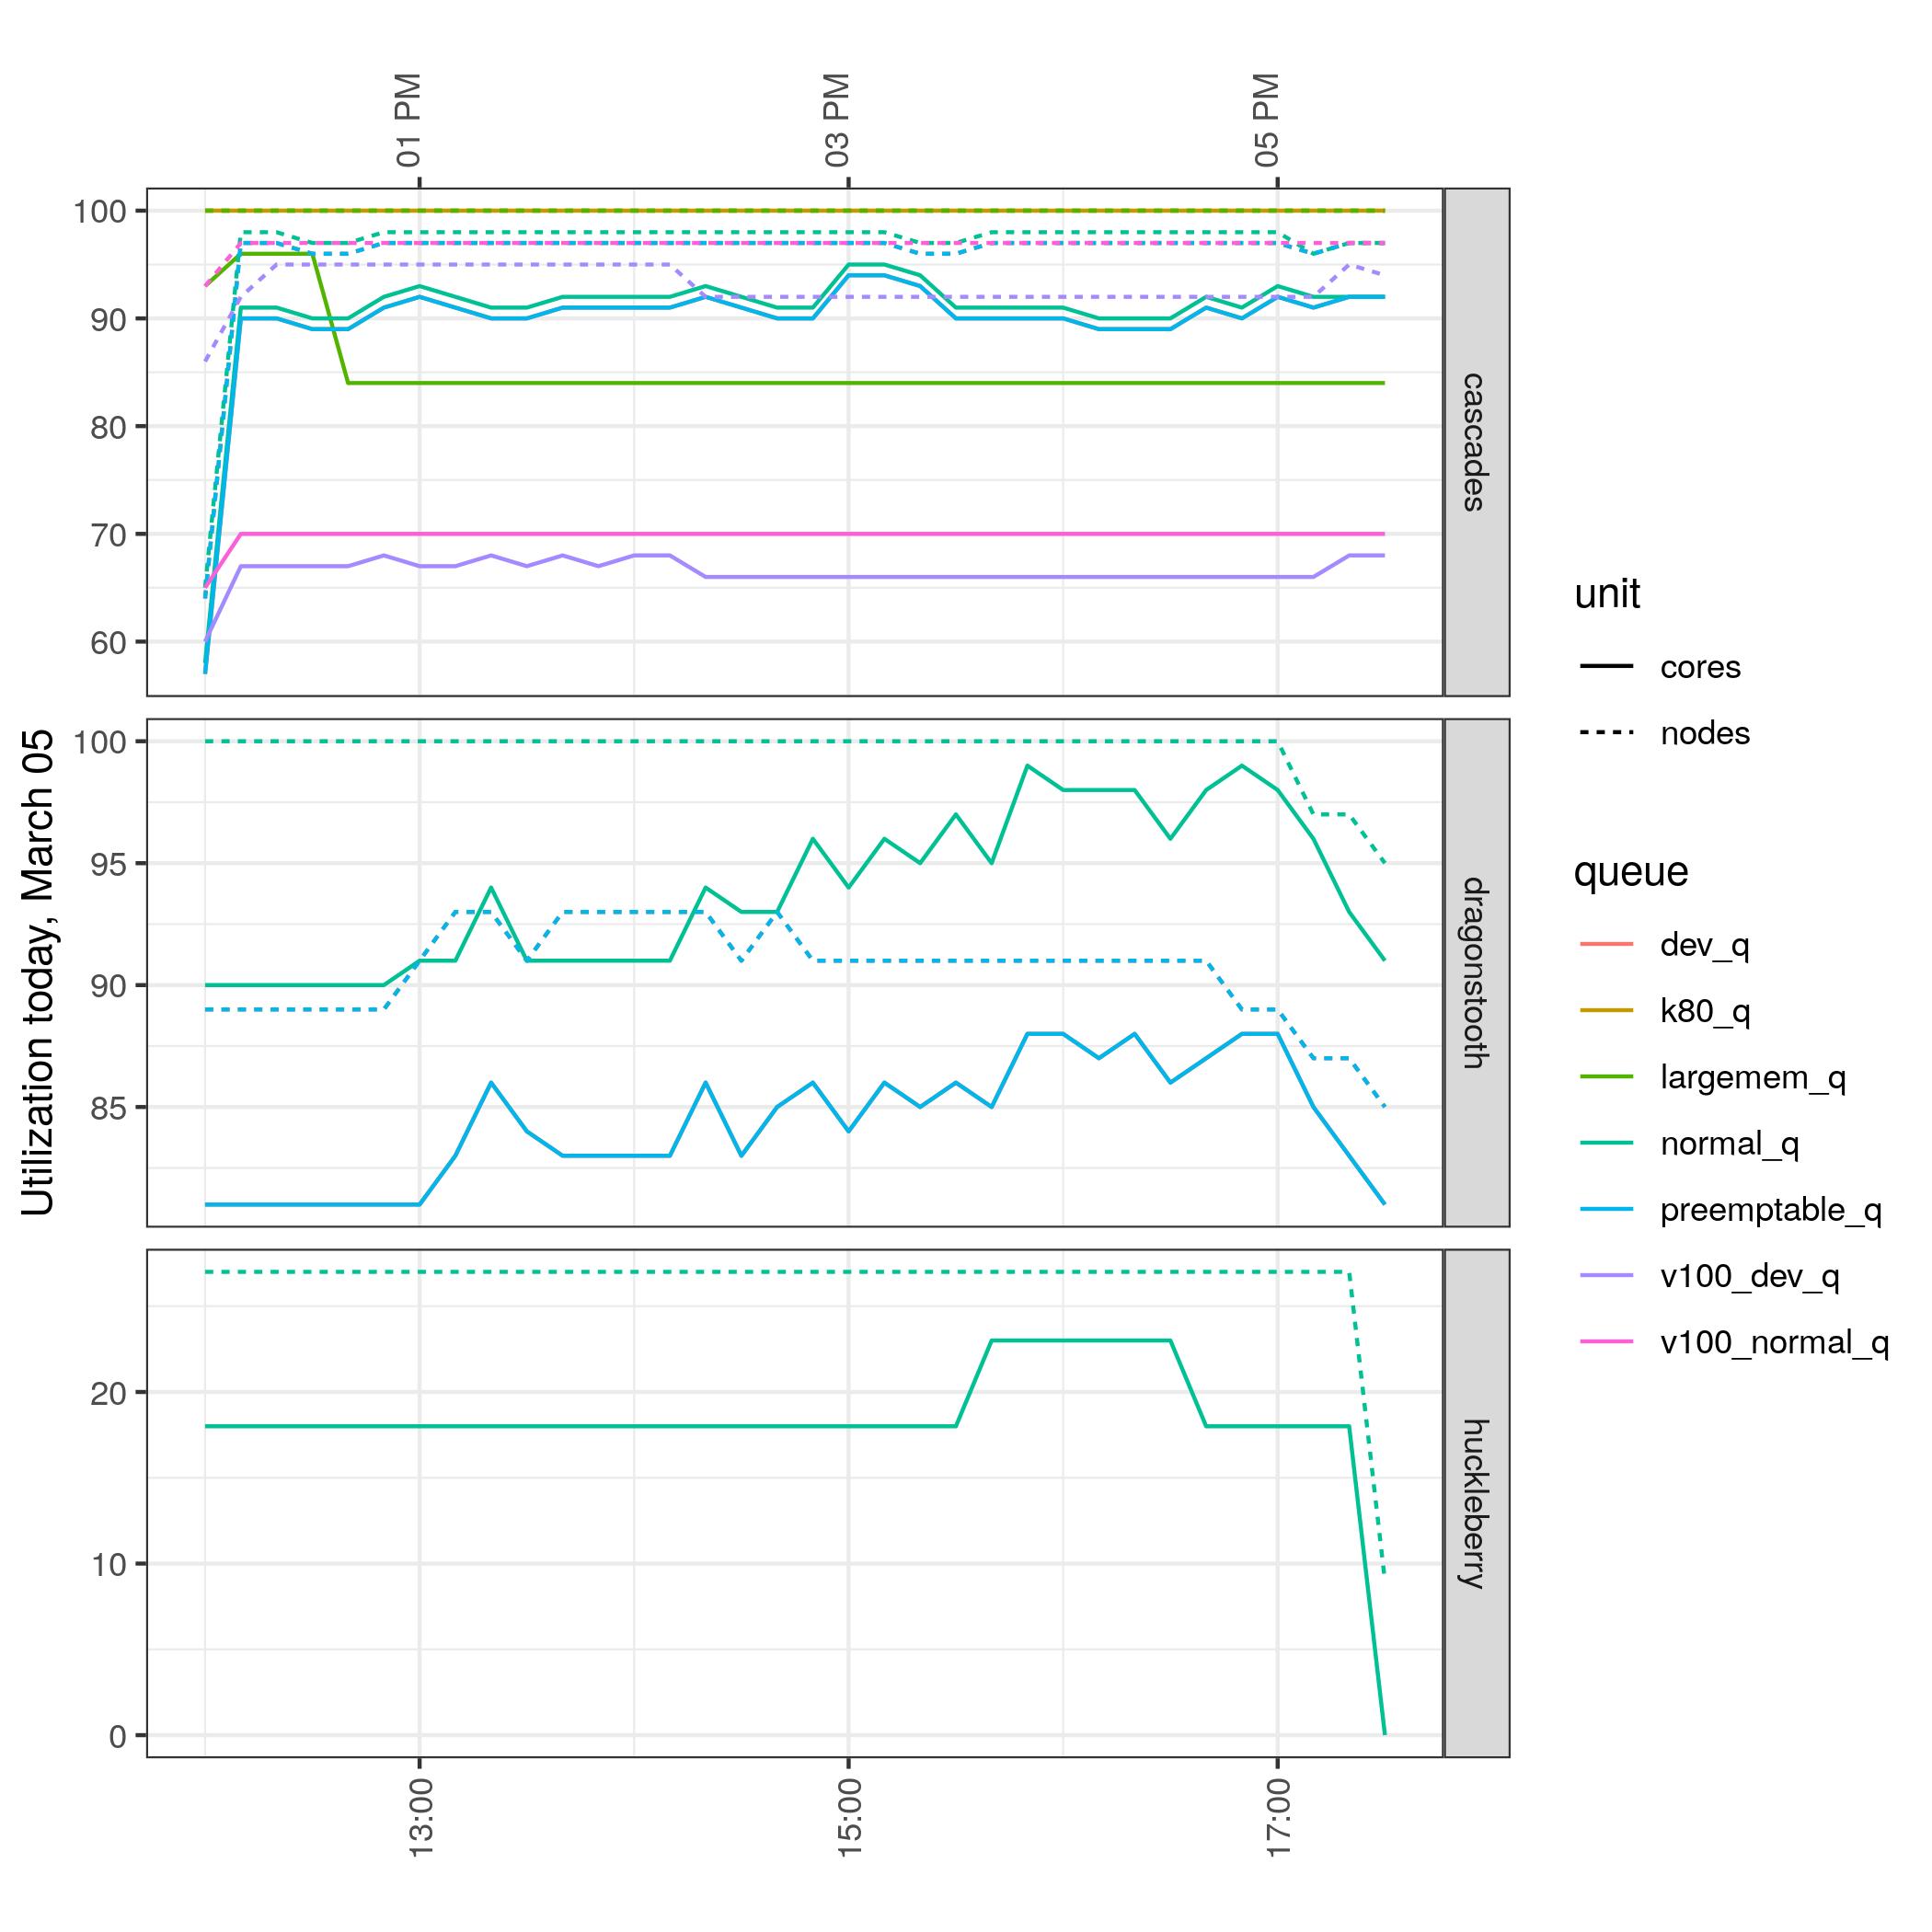 01 PM
03 PM
05 PM
100
90
80
70
60
cascades
Utilization today, March 05
100
95
90
85
dragonstooth
20
10
0
huckleberry
13:00
15:00
17:00
unit
cores
nodes
queue
dev_q
k80_q
largemem_q
normal_q
preemptable_q
v100_dev_q
v100_normal_q